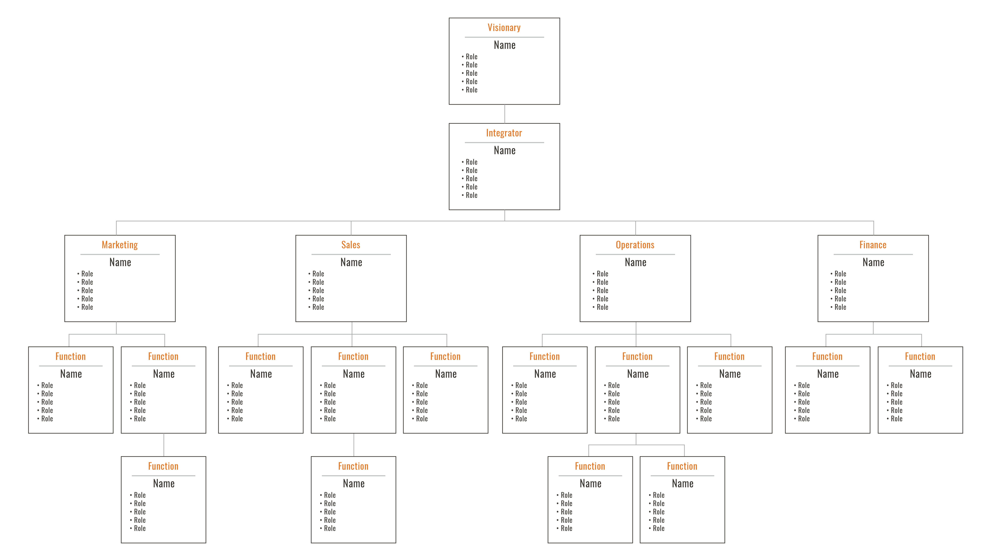 Visionary
Name
• Role
• Role
• Role
• Role
• Role
Integrator
Name
• Role
• Role
• Role
• Role
• Role
Marketing
Name
• Role
• Role
• Role
• Role
• Role
Sales
Name
• Role
• Role
• Role
• Role
• Role
Operations
Name
• Role
• Role
• Role
• Role
• Role
Finance
Name
• Role
• Role
• Role
• Role
• Role
Function
Name
• Role
• Role
• Role
• Role
• Role
Function
Name
• Role
• Role
• Role
• Role
• Role
Function
Name
• Role
• Role
• Role
• Role
• Role
Function
Name
• Role
• Role
• Role
• Role
• Role
Function
Name
• Role
• Role
• Role
• Role
• Role
Function
Name
• Role
• Role
• Role
• Role
• Role
Function
Name
• Role
• Role
• Role
• Role
• Role
Function
Name
• Role
• Role
• Role
• Role
• Role
Function
Name
• Role
• Role
• Role
• Role
• Role
Function
Name
• Role
• Role
• Role
• Role
• Role
Function
Name
• Role
• Role
• Role
• Role
• Role
Function
Name
• Role
• Role
• Role
• Role
• Role
Function
Name
• Role
• Role
• Role
• Role
• Role
Function
Name
• Role
• Role
• Role
• Role
• Role